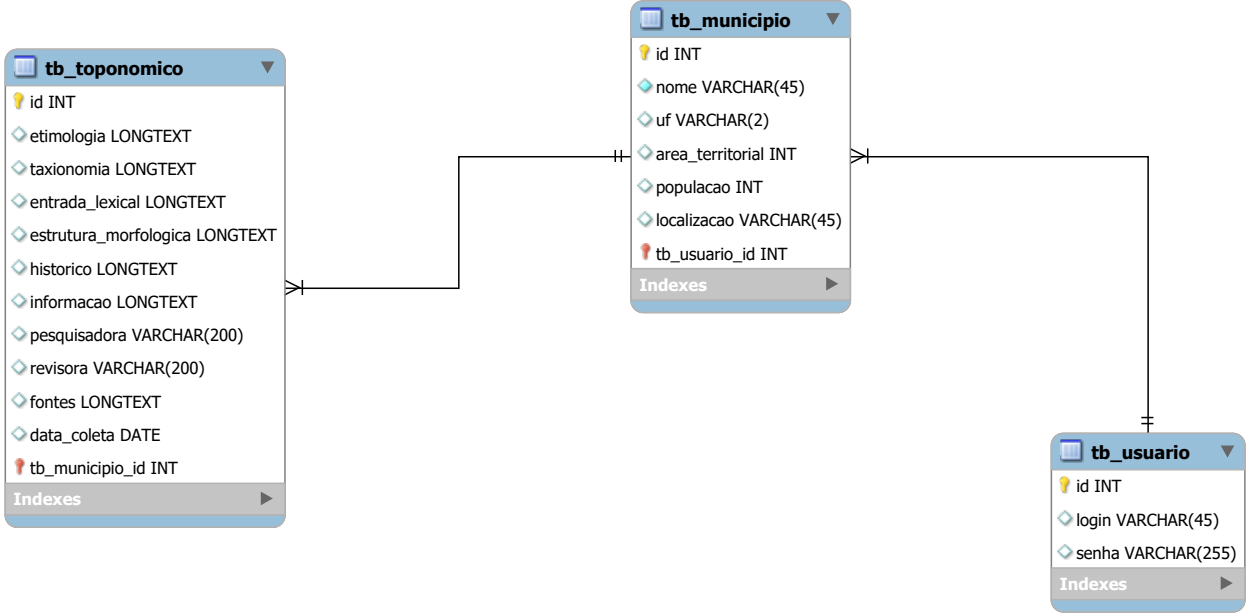 tb_toponomico
id INT
etimologia LONGTEXT
taxionomia LONGTEXT
entrada_lexical LONGTEXT
estrutura_morfologica LONGTEXT
historico LONGTEXT
informacao LONGTEXT
pesquisadora VARCHAR(200)
revisora VARCHAR(200)
fontes LONGTEXT
data_coleta DATE
tb_municipio_id INT
Indexes
tb_municipio
id INT
nome VARCHAR(45)
uf VARCHAR(2)
area_territorial INT
populacao INT
localizacao VARCHAR(45)
tb_usuario_id INT
Indexes
tb_usuario
id INT
login VARCHAR(45)
senha VARCHAR(255)
Indexes